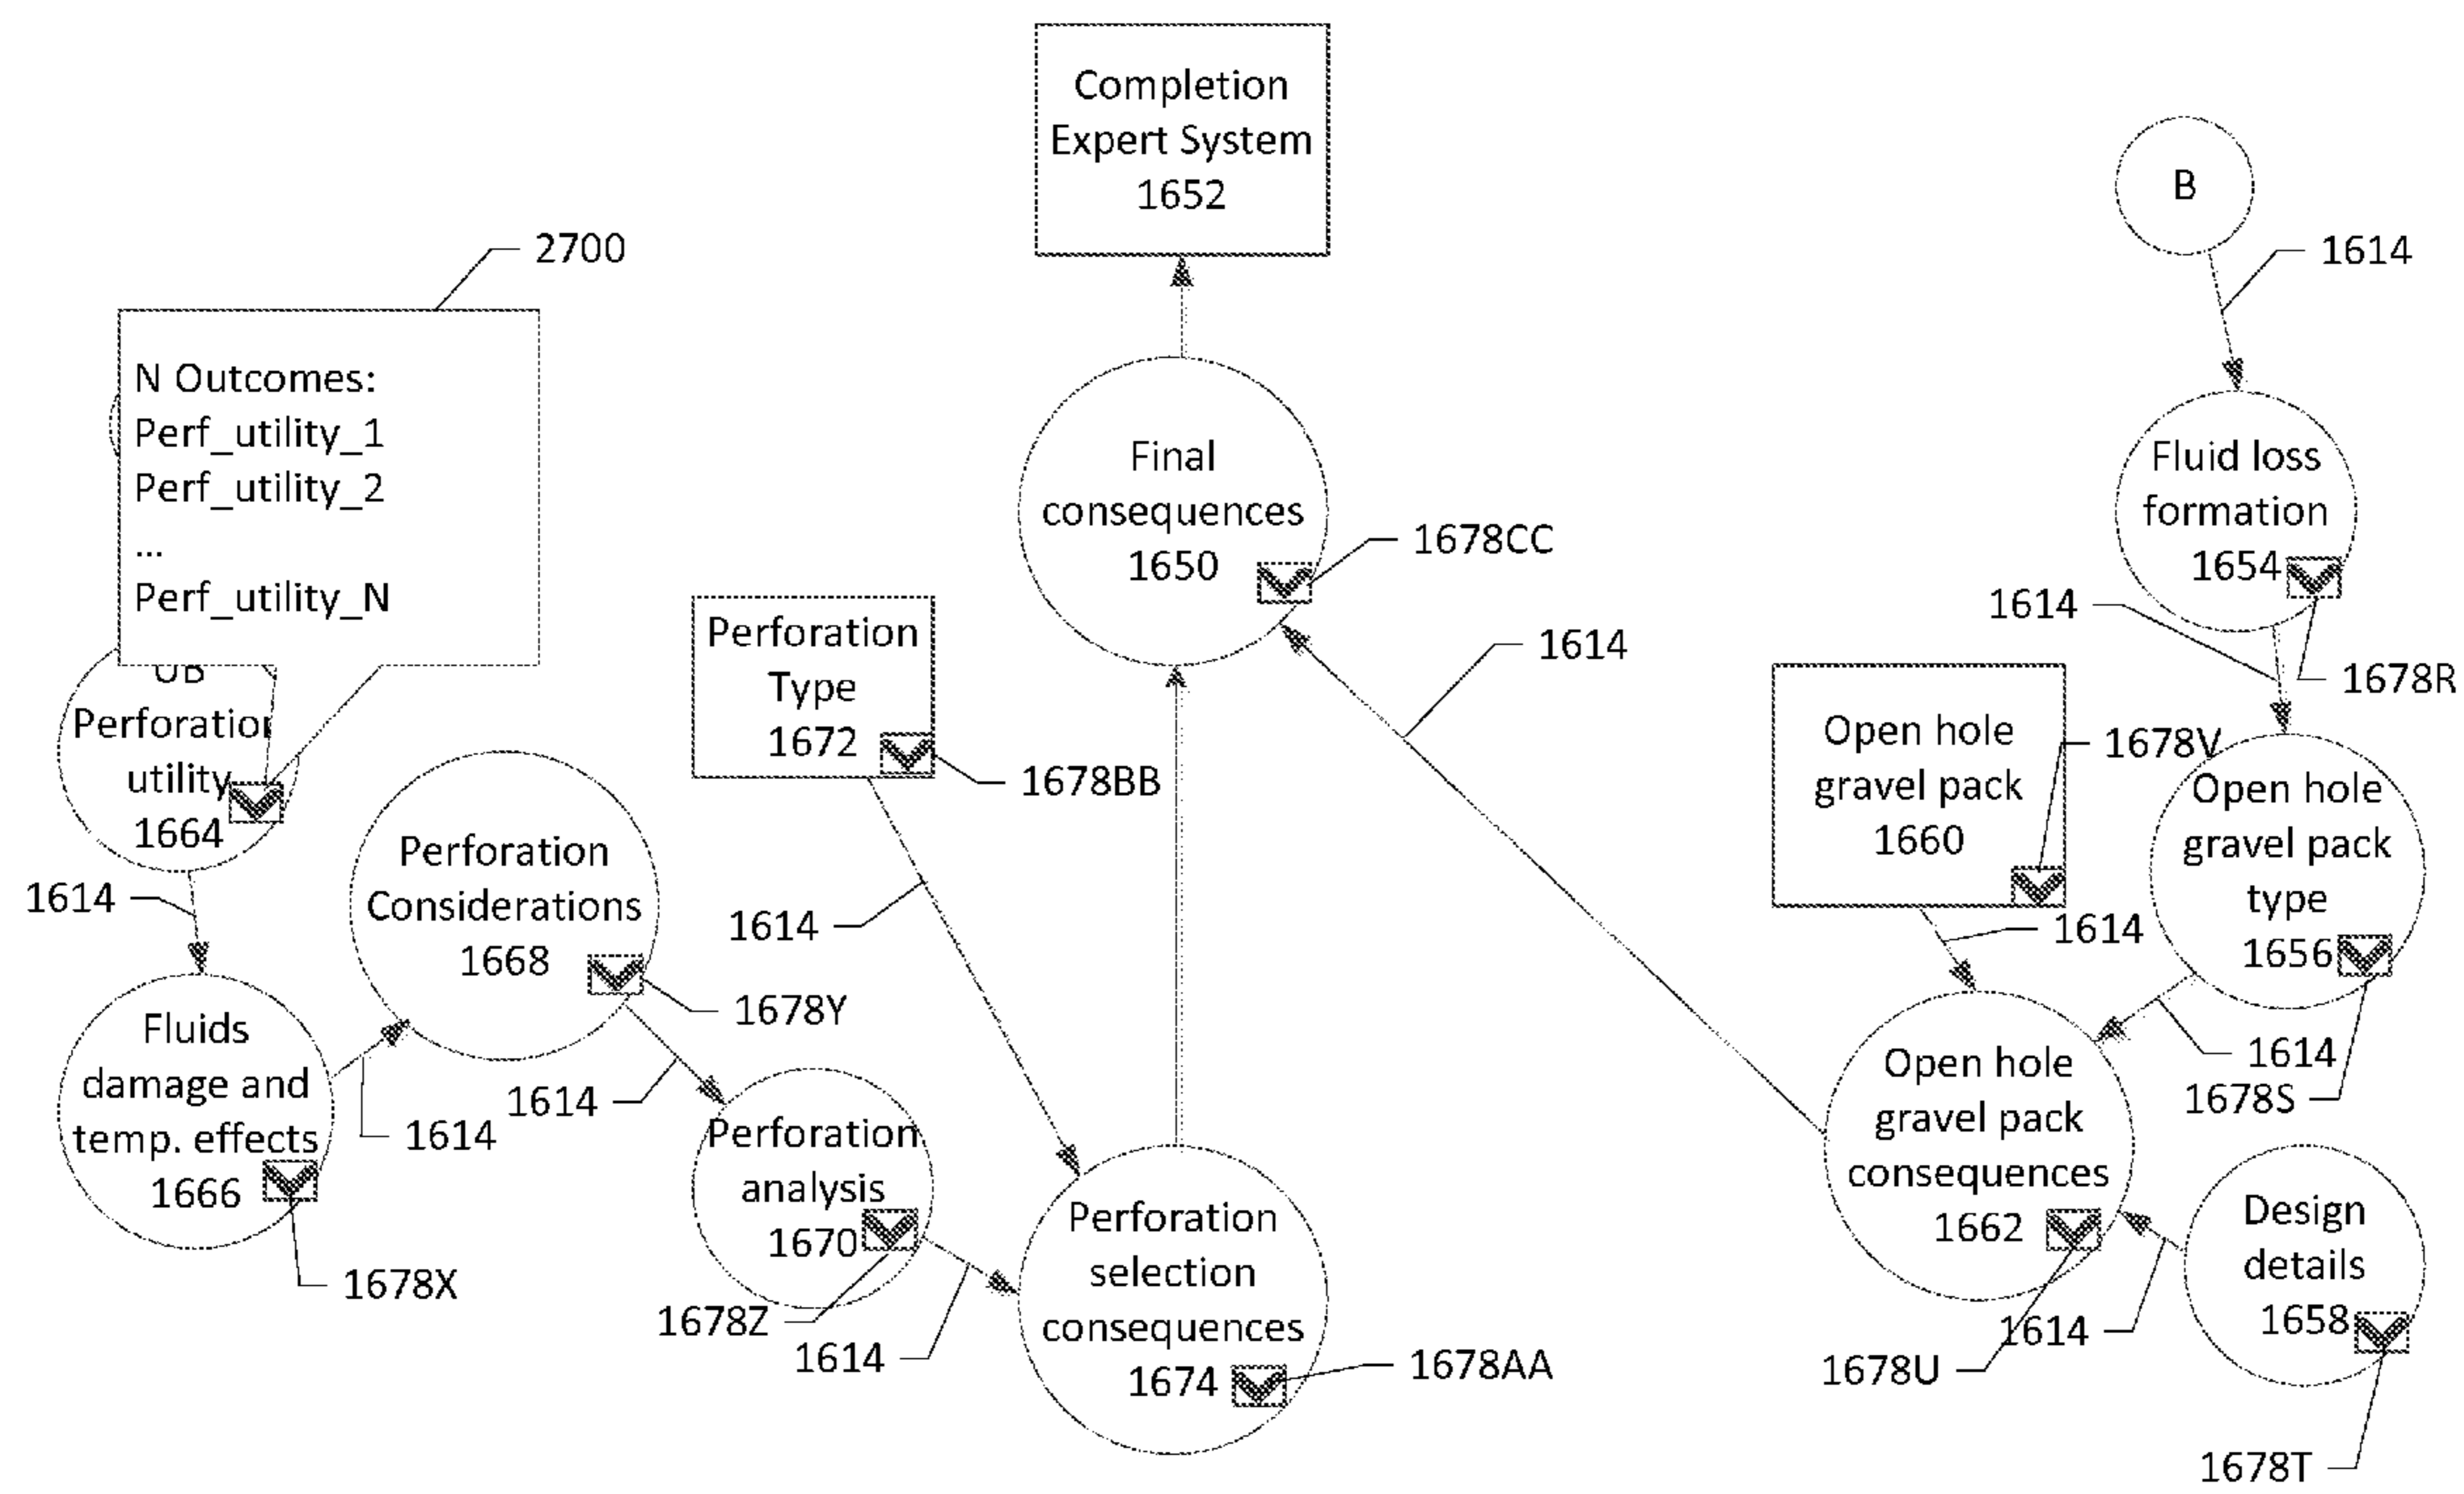 Completion
Expert System
1652
B
1614
2700
N Outcomes:
Perf_utility_1
Perf_utility_2
...
Perf_utility_N
Final
consequences
1650
1678CC
Fluid loss
formation
1654
1614
1678R
1614
Perforation
Type
1672
1678BB
UB
Perforation
utility
1664
1614
Open hole
gravel pack
1660
1678V
1614
Open hole
gravel pack
type
1656
1614
1678S
Perforation
Considerations
1668
1678Y
1614
1614
Fluids
damage and
temp. effects
1666
1614
1678X
Perforation
analysis
1670
1678Z
1614
Perforation
selection
consequences
1674
1678AA
Open hole
gravel pack
consequences
1662
1678U
1614
Design
details
1658
1678T